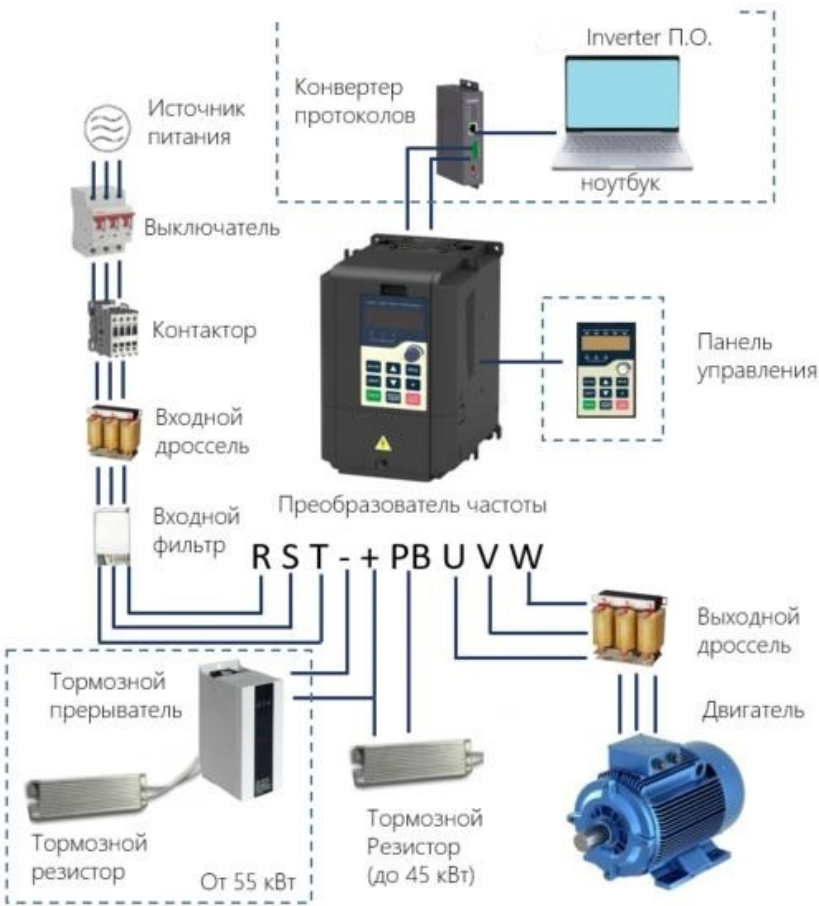 Inverter П.О.
Конвертер
протоколов
ноутбук
Источник
питания
Выключатель
Контактор
Входной
дроссель
Входной
фильтр
Панель
управления
Преобразователь частоты
R S T - + PB U V W
Выходной
дроссель
Двигатель
Тормозной
прерыватель
Тормозной
резистор
От 55 кВт
Тормозной
Резистор
(до 45 кВт)